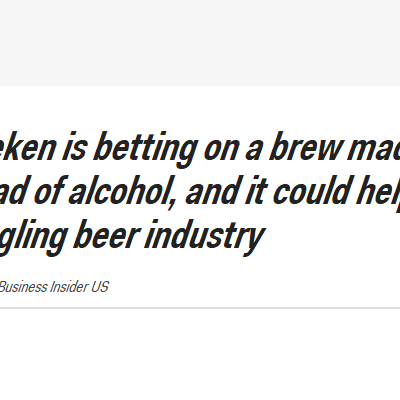 eken is betting on a brew mad
ad of alcohol, and it could help
gling beer industry
Business Insider US